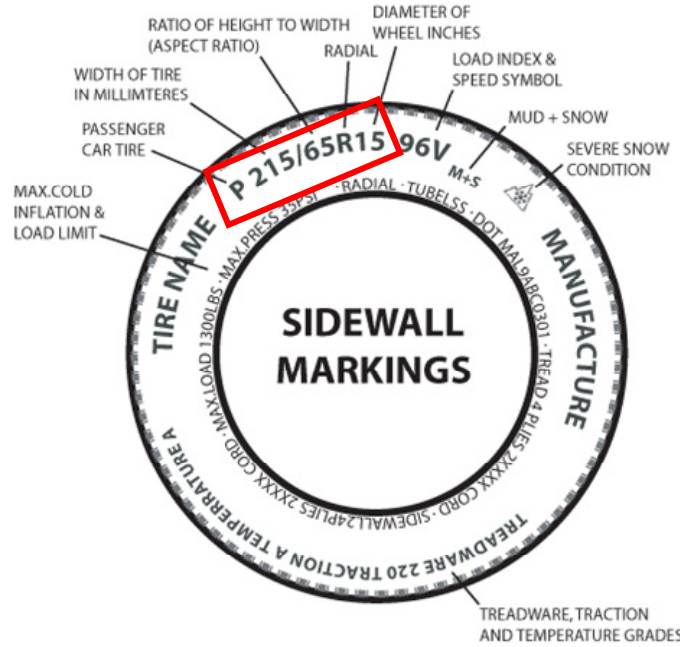 DIAMETER OF
WHEEL INCHES
RATIO OF HEIGHT TO WIDTH
(ASPECT RATIO)
RADIAL
LOAD INDEX &
SPEED SYMBOL
WIDTH OF TIRE
IN MILLIMTERES
MUD + SNOW
PASSENGER
CAR TIRE
SEVERE SNOW
CONDITION
MAX.COLD
INFLATION &
LOAD LIMIT
P 215/65R15 96V M+S
TIRE NAME
MANUFACTURE
MAX.LOAD 1300LBS · MAX.PRESS 35PSI · RADIAL · TUBELSS · DOT MAL9ABC0301 · TREAD 4 PLIES 2XXXX CORD · SIDEWALL24PLIES 2XXXX CORD ·
SIDEWALL
MARKINGS
TREADWARE 220 TRACTION A TEMPERATURE A
TREADWARE, TRACTION
AND TEMPERATURE GRADES